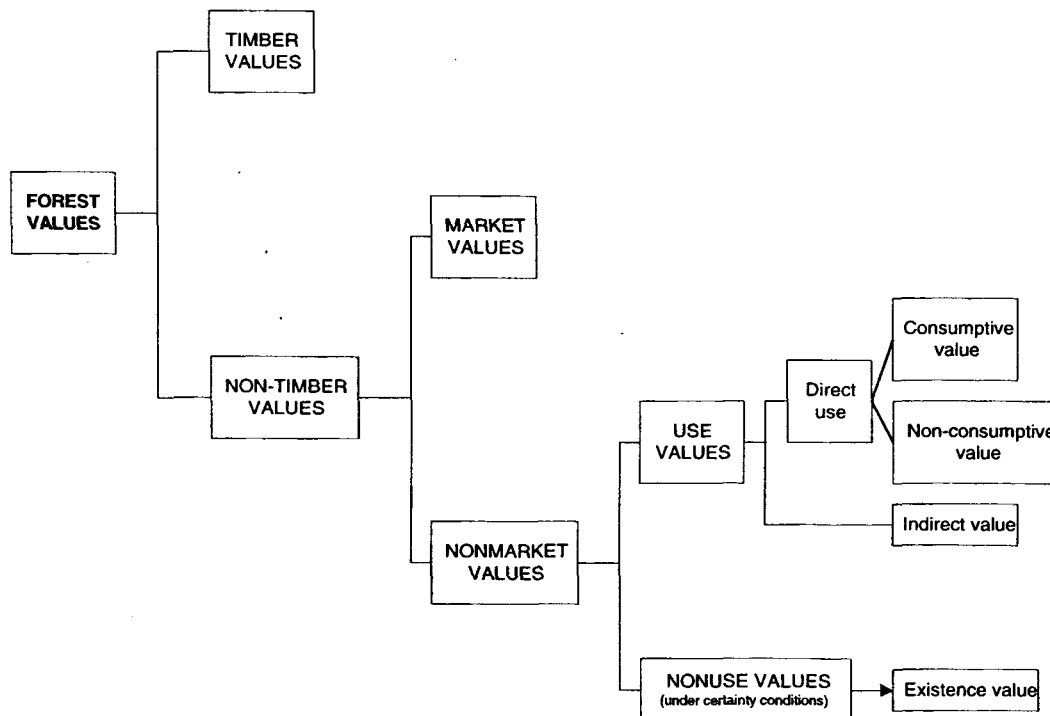 TIMBER
VALUES
FOREST
VALUES
MARKET
VALUES
NON-TIMBER
VALUES
Consumptive
value
Direct
use
USE
VALUES
Non-consumptive
value
Indirect value
NONMARKET
VALUES
NONUSE VALUES
(under certainty conditions)
Existence value